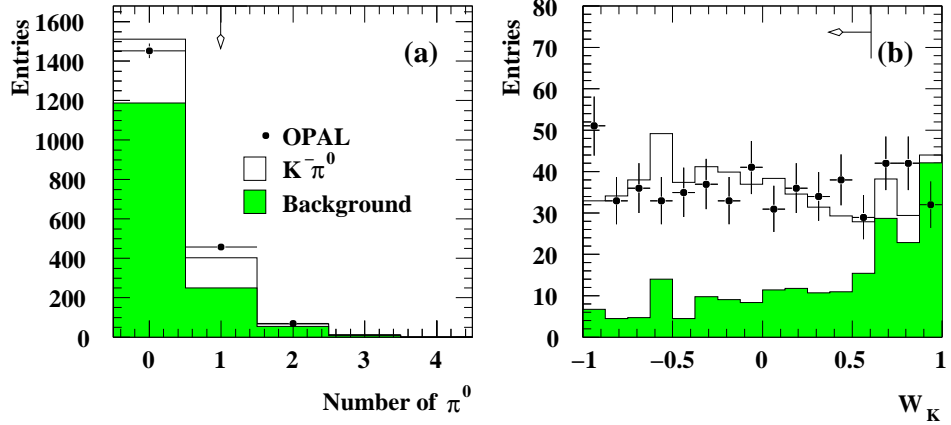 Entries
1600
1400
1200
1000
800
600
400
200
0
(a)
OPAL
K⁻π⁰
Background
0 1 2 3 4
Number of π⁰
Entries
80
70
60
50
40
30
20
10
0
(b)
−1 −0.5 0 0.5 1
W_K